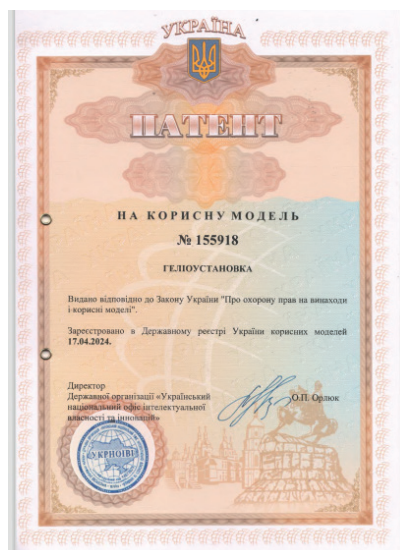 УКРАЇНА
ПАТЕНТ
НА КОРИСНУ МОДЕЛЬ
№ 155918
ГЕЛІОУСТАНОВКА
Видано відповідно до Закону України "Про охорону прав на винаходи
і корисні моделі".
Зареєстровано в Державному реєстрі України корисних моделей
17.04.2024.
Директор
Державної організації «Український
національний офіс інтелектуальної
власності та інновацій»
О.П. Орлюк
УКРНОІВІ